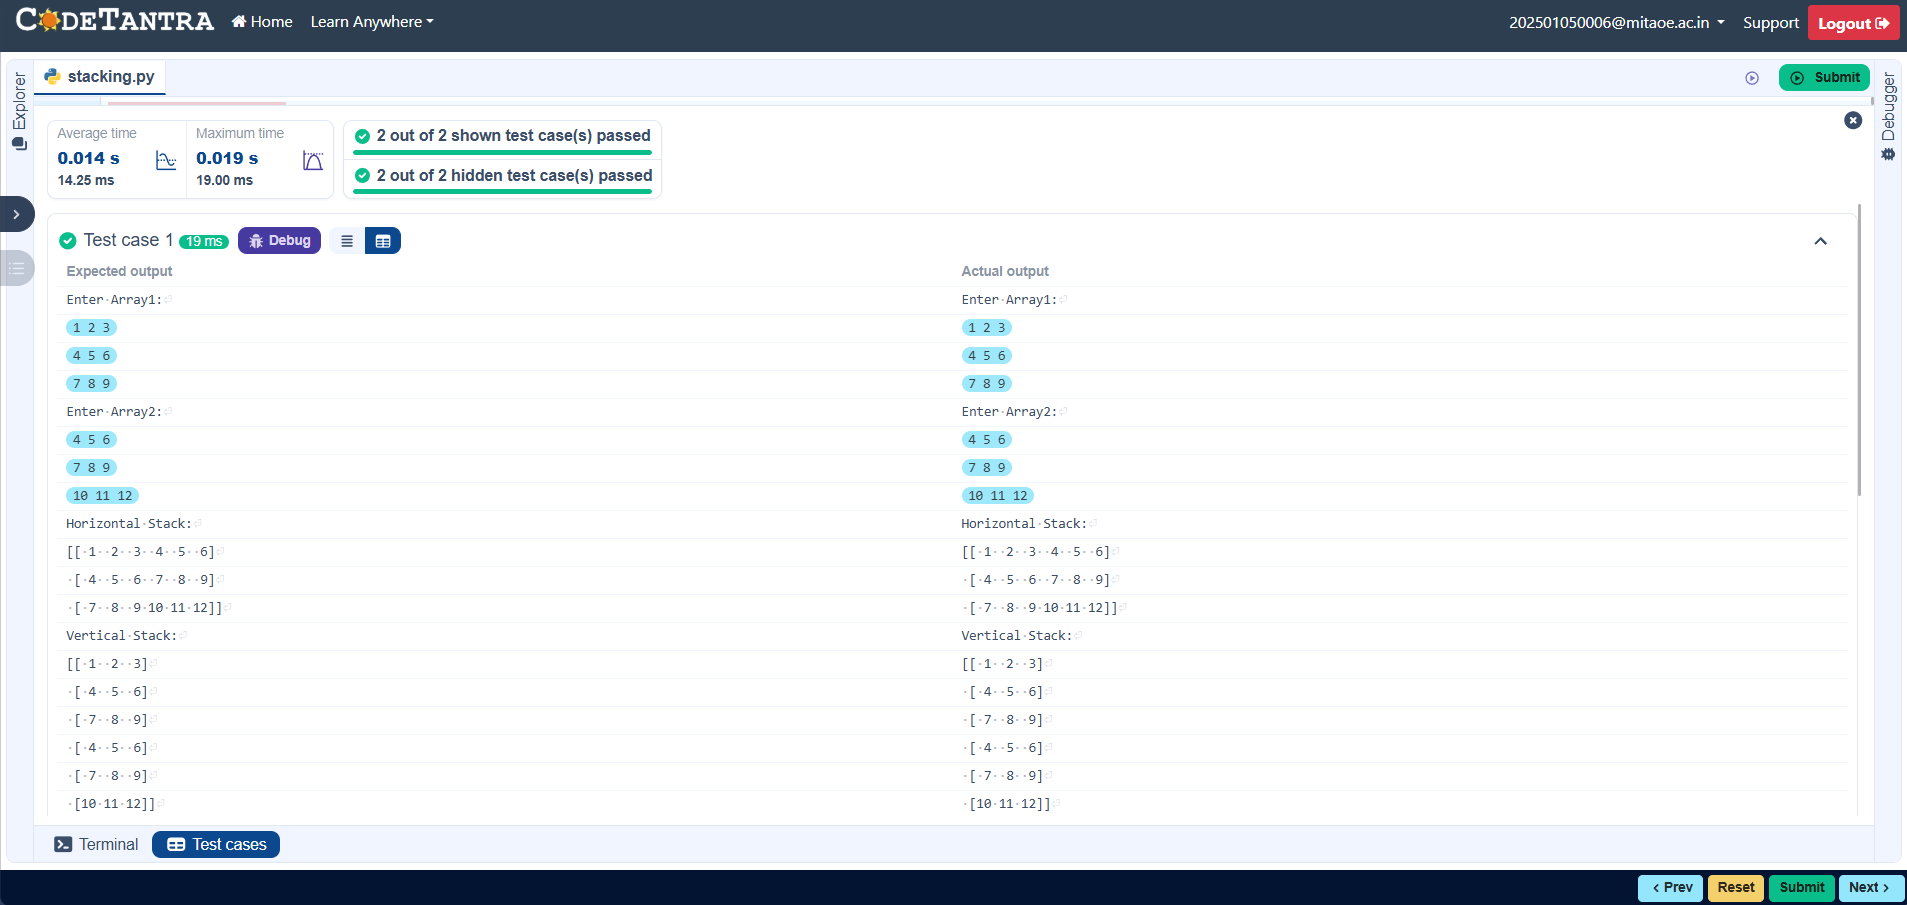 CODETANTRA Home Learn Anywhere 202501050006@mitaoe.ac.in Support Logout
Explorer
stacking.py
Submit
Debugger
Average time
0.014 s
14.25 ms
Maximum time
0.019 s
19.00 ms
2 out of 2 shown test case(s) passed
2 out of 2 hidden test case(s) passed
Test case 1 19 ms Debug
Expected output Actual output
Enter·Array1: Enter·Array1:
1 2 3 1 2 3
4 5 6 4 5 6
7 8 9 7 8 9
Enter·Array2: Enter·Array2:
4 5 6 4 5 6
7 8 9 7 8 9
10 11 12 10 11 12
Horizontal·Stack: Horizontal·Stack:
[[·1··2··3··4··5··6] [[·1··2··3··4··5··6]
·[·4··5··6··7··8··9] ·[·4··5··6··7··8··9]
·[·7··8··9·10·11·12]] ·[·7··8··9·10·11·12]]
Vertical·Stack: Vertical·Stack:
[[·1··2··3] [[·1··2··3]
·[·4··5··6] ·[·4··5··6]
·[·7··8··9] ·[·7··8··9]
·[·4··5··6] ·[·4··5··6]
·[·7··8··9] ·[·7··8··9]
·[10·11·12]] ·[10·11·12]]
Terminal Test cases
Prev Reset Submit Next